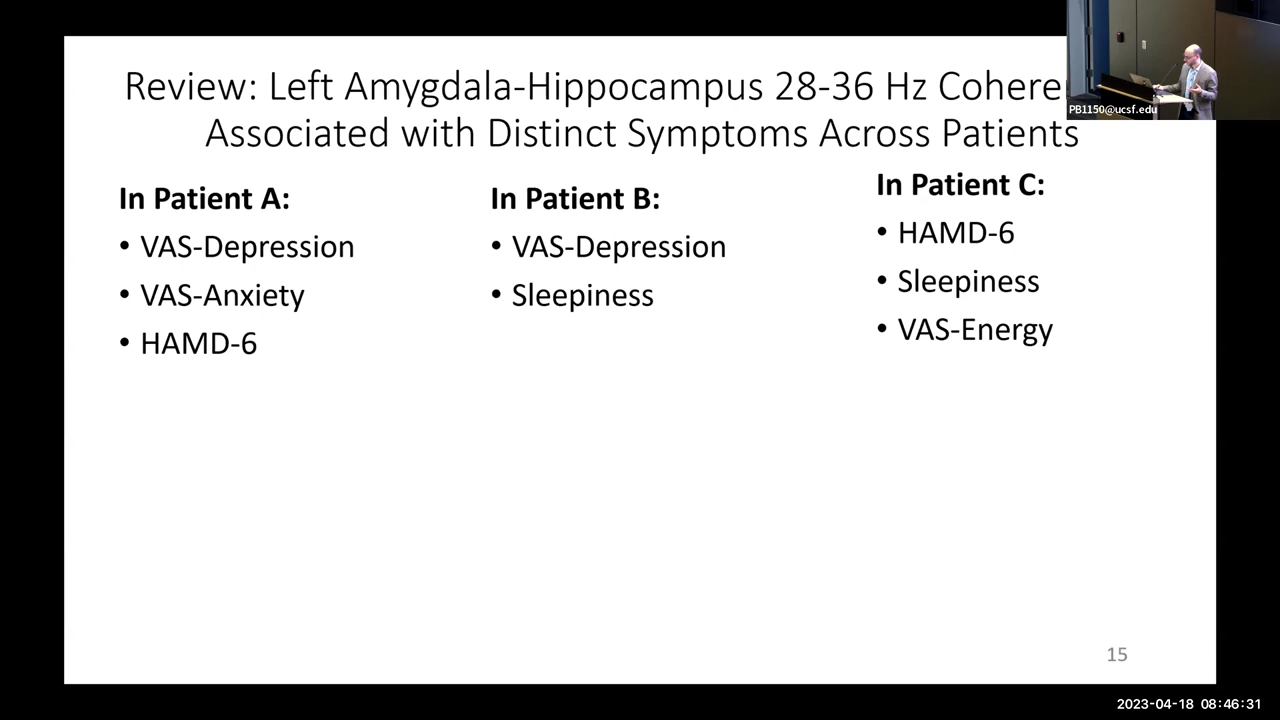 Review: Left Amygdala-Hippocampus 28-36 Hz
Associated with Distinct Symptoms Across Patients
In Patient A:
• VAS-Depression
• VAS-Anxiety
• HAMD-6
In Patient B:
• VAS-Depression
• Sleepiness
In Patient C:
• HAMD-6
• Sleepiness
• VAS-Energy
15
PB1150@ucsf.edu
2023-04-18 08:46:31